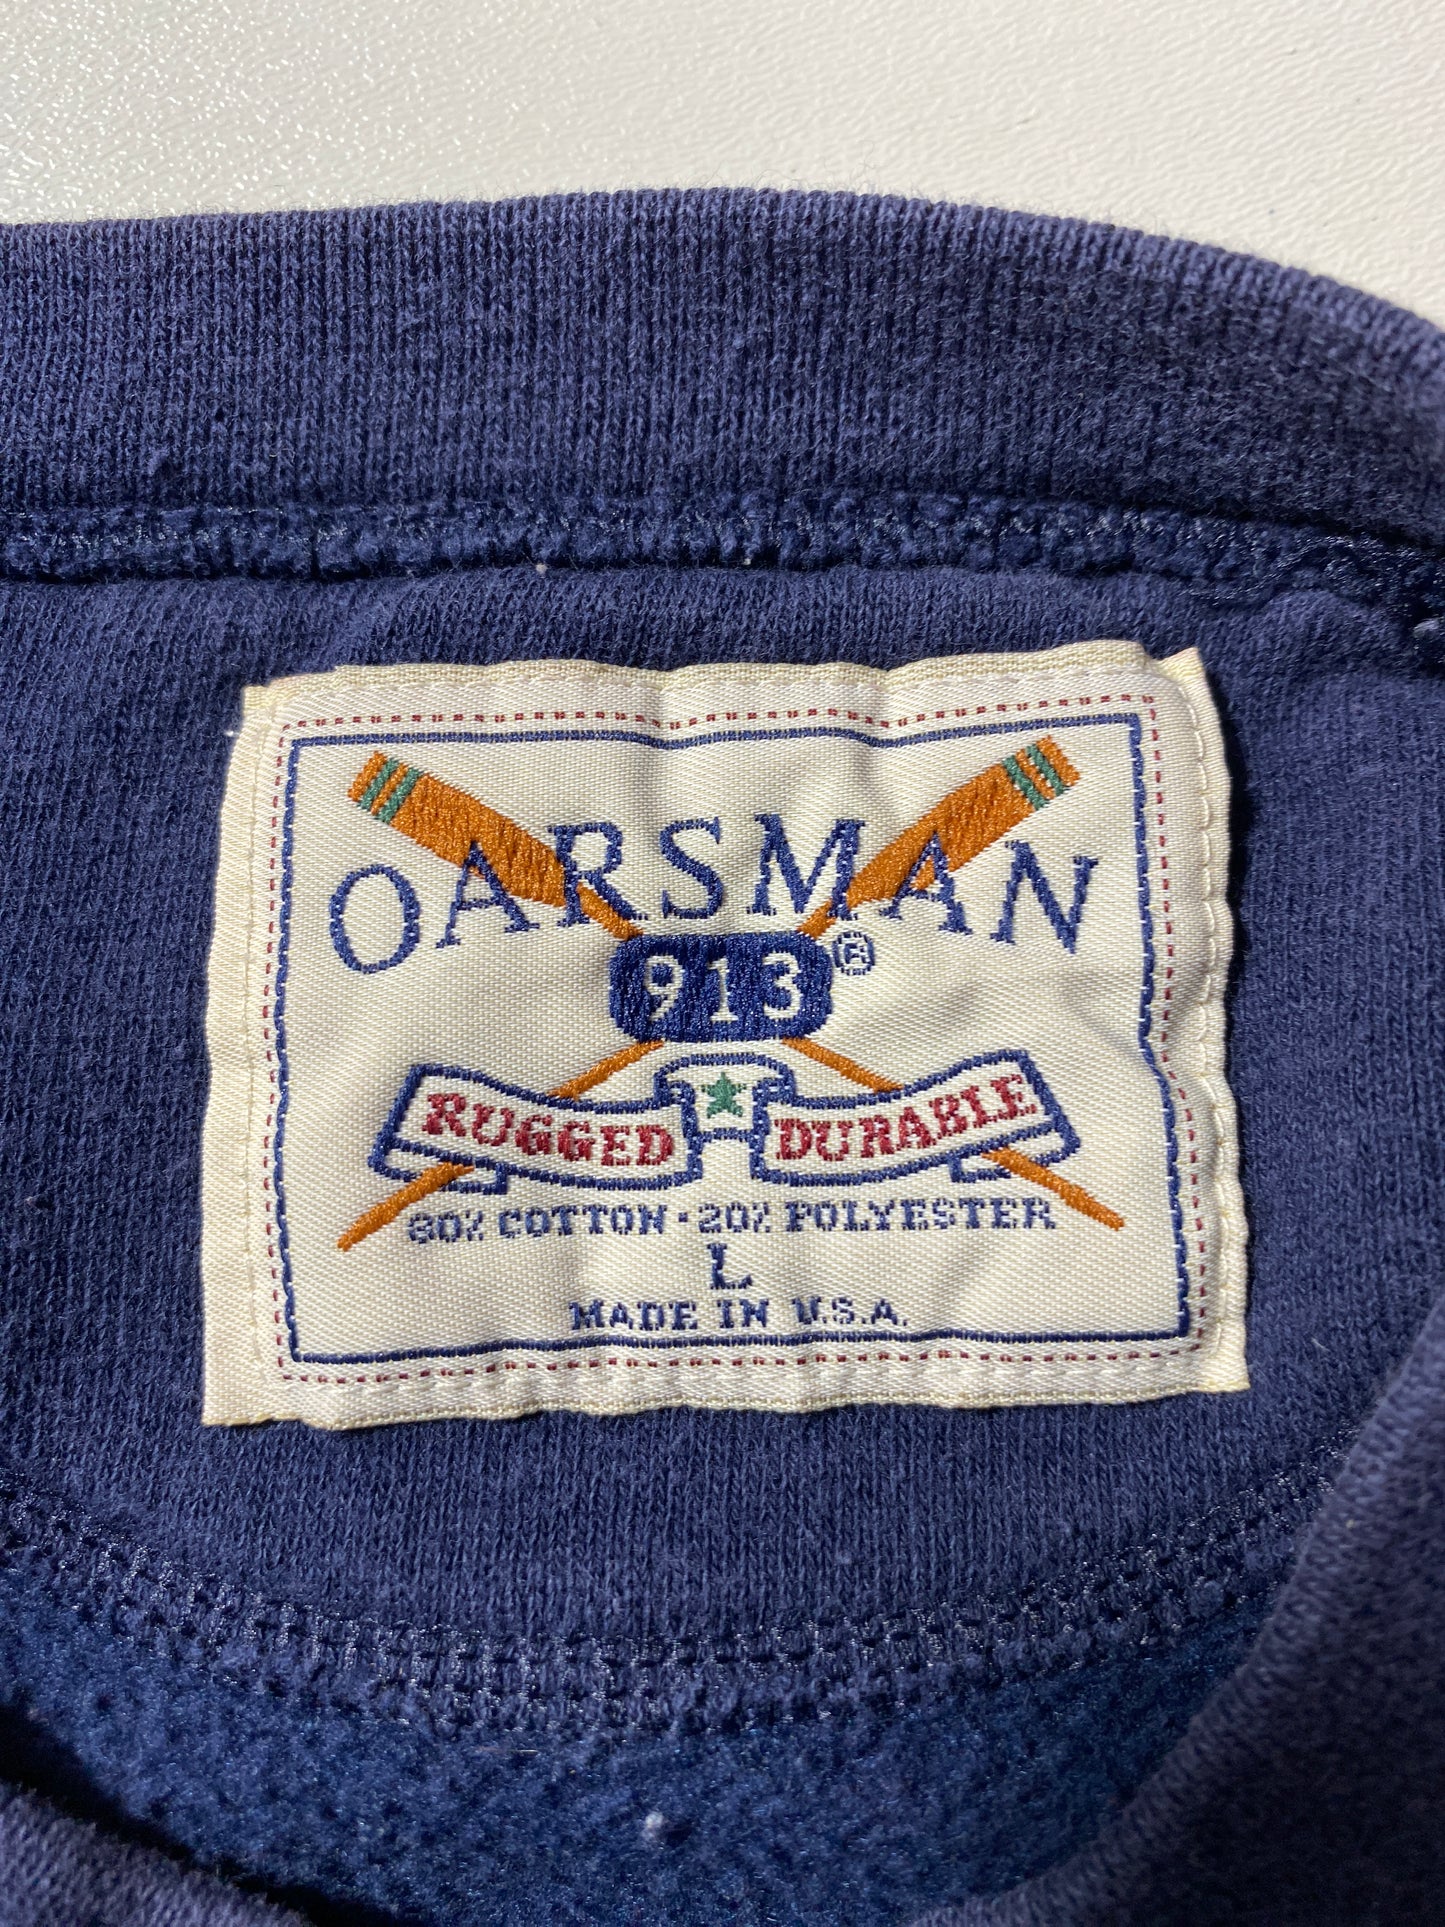 OARSMAN
913®
RUGGED DURABLE
80% COTTON · 20% POLYESTER
L
MADE IN U.S.A.